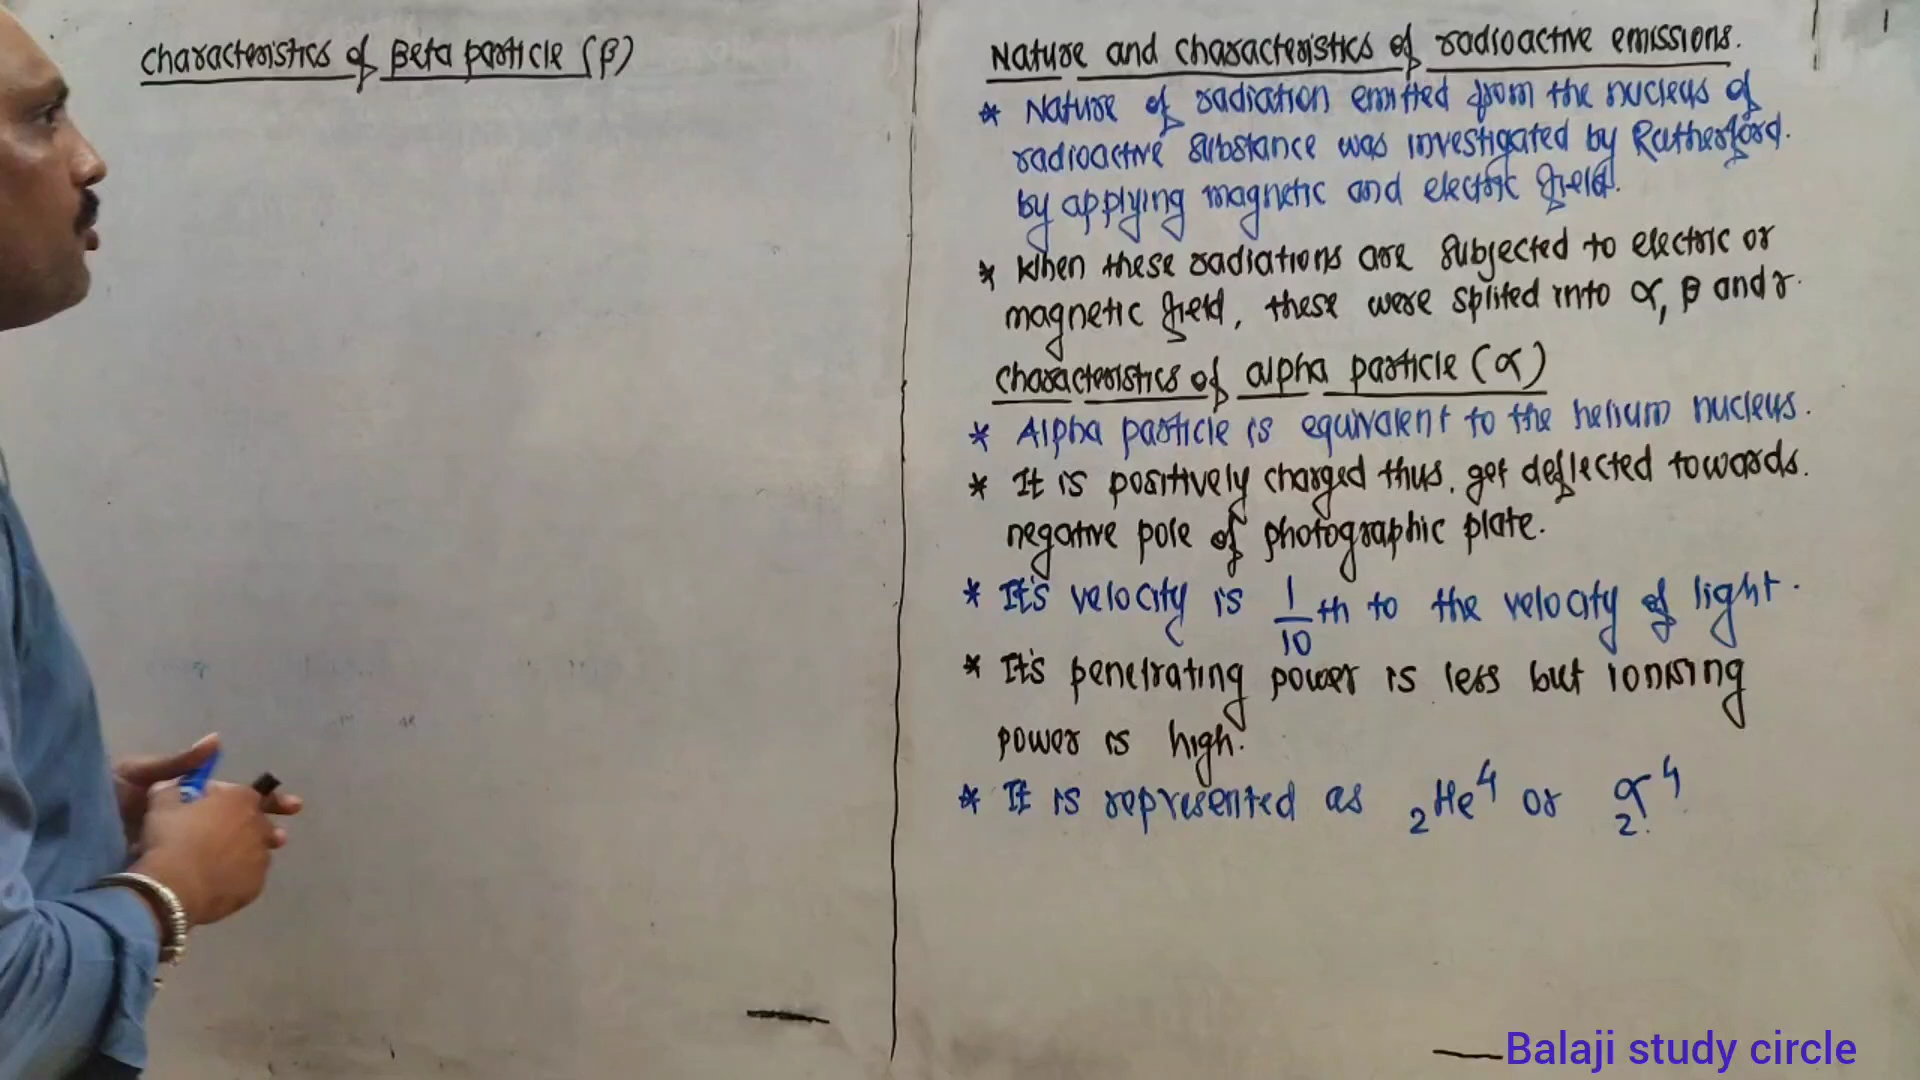 characteristics of Beta particle (β)
Nature and characteristics of radioactive emissions.
* Nature of radiation emitted from the nucleus of
radioactive substance was investigated by Rutherford.
by applying magnetic and electric field.
* When these radiations are subjected to electric or
magnetic field, these were splited into α, β and γ.
characteristics of alpha particle (α)
* Alpha particle is equivalent to the helium nucleus.
* It is positively charged thus, get deflected towards.
negative pole of photographic plate.
* It's velocity is 1/10 th to the velocity of light.
* It's penetrating power is less but ionising
power is high.
* It is represented as ₂He⁴ or ₂α⁴
Balaji study circle